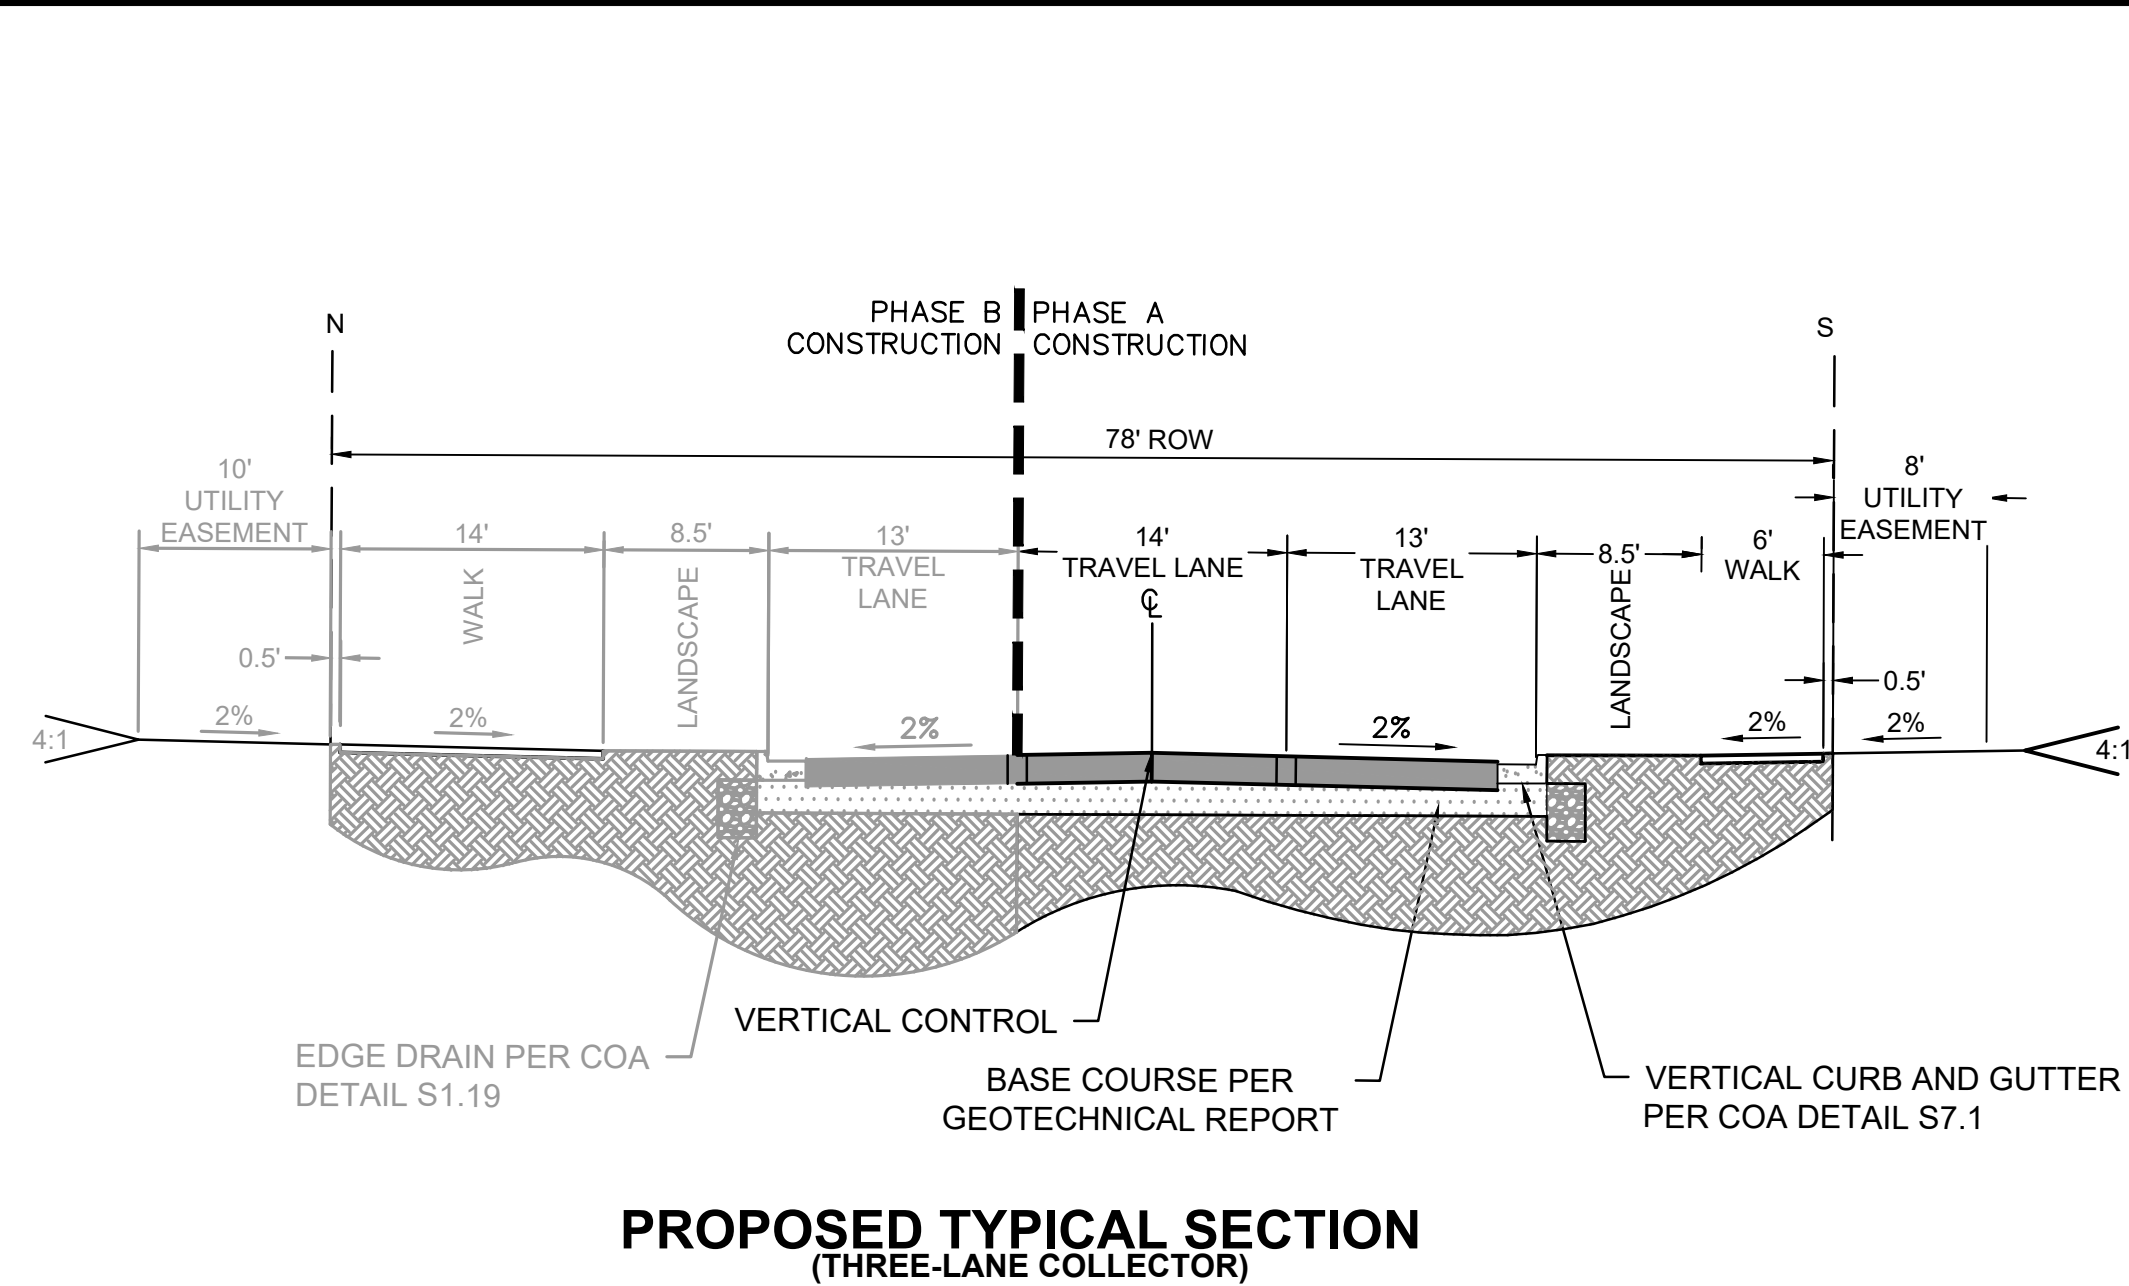 PHASE B
CONSTRUCTION
PHASE A
CONSTRUCTION
N
S
78' ROW
10'
UTILITY
EASEMENT
14'
WALK
8.5'
LANDSCAPE
13'
TRAVEL
LANE
14'
TRAVEL LANE
℄
13'
TRAVEL
LANE
8.5'
LANDSCAPE
6'
WALK
8'
UTILITY
EASEMENT
0.5'
0.5'
4:1
2%
2%
2%
2%
2%
2%
4:1
VERTICAL CONTROL
EDGE DRAIN PER COA
DETAIL S1.19
BASE COURSE PER
GEOTECHNICAL REPORT
VERTICAL CURB AND GUTTER
PER COA DETAIL S7.1
PROPOSED TYPICAL SECTION
(THREE-LANE COLLECTOR)